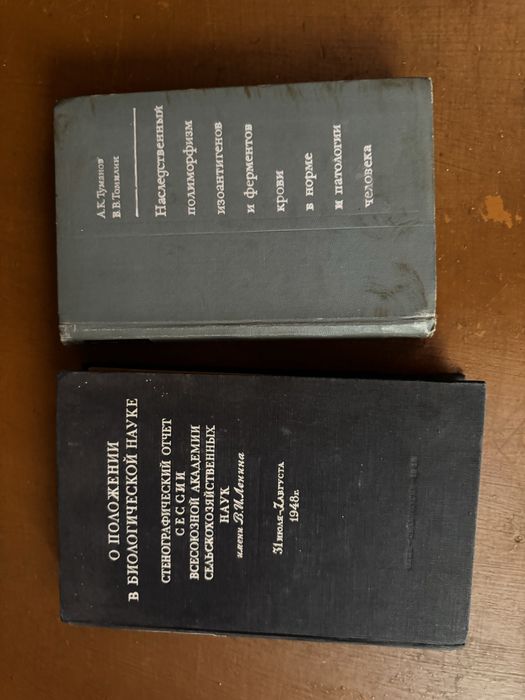 А.К.Туманов
В.В.Томилин
Наследственный
полиморфизм
изоантигенов
и ферментов
крови
в норме
и патологии
человека
О ПОЛОЖЕНИИ
В БИОЛОГИЧЕСКОЙ НАУКЕ
СТЕНОГРАФИЧЕСКИЙ ОТЧЕТ
СЕССИИ
ВСЕСОЮЗНОЙ АКАДЕМИИ
СЕЛЬСКОХОЗЯЙСТВЕННЫХ
НАУК
имени В.И.Ленина
31 июля-7 августа
1948 г.